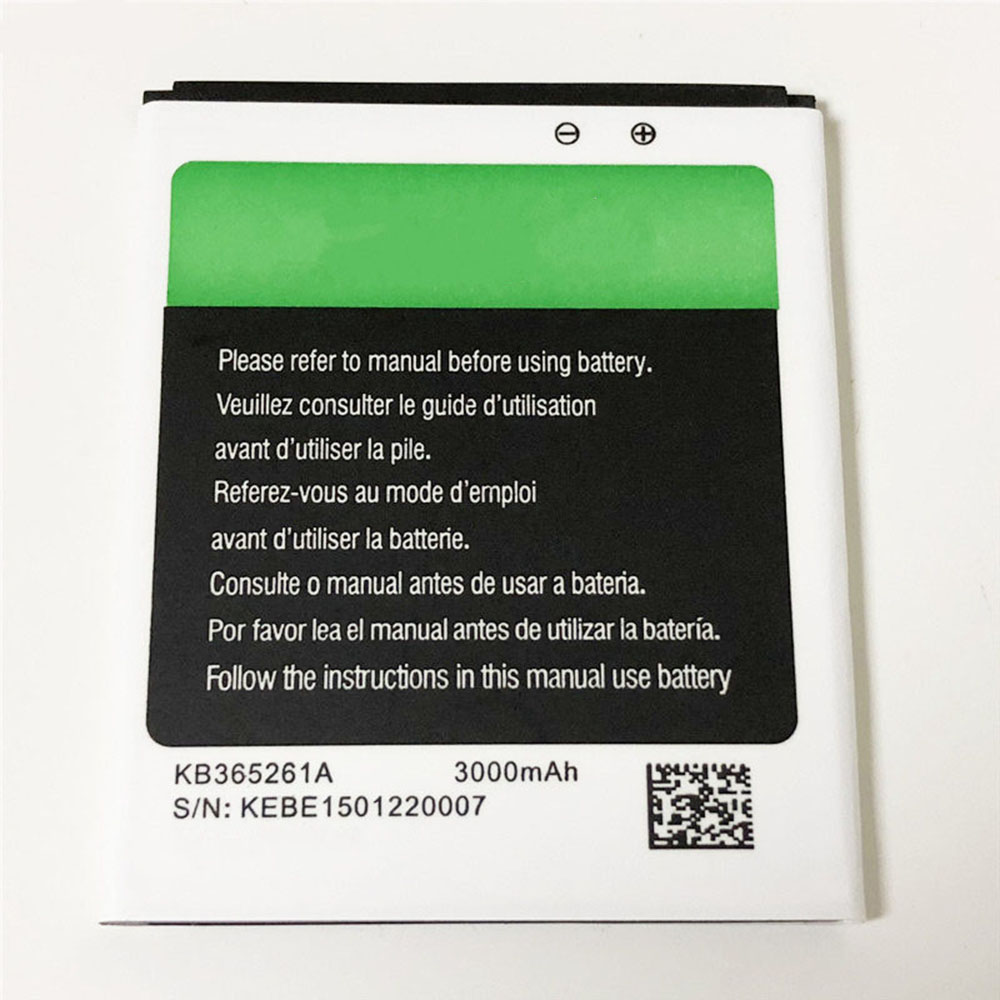 ⊖ ⊕
Please refer to manual before using battery.
Veuillez consulter le guide d'utilisation
avant d'utiliser la pile.
Referez-vous au mode d'emploi
avant d'utiliser la batterie.
Consulte o manual antes de usar a bateria.
Por favor lea el manual antes de utilizar la batería.
Follow the instructions in this manual use battery
KB365261A 3000mAh
S/N: KEBE1501220007